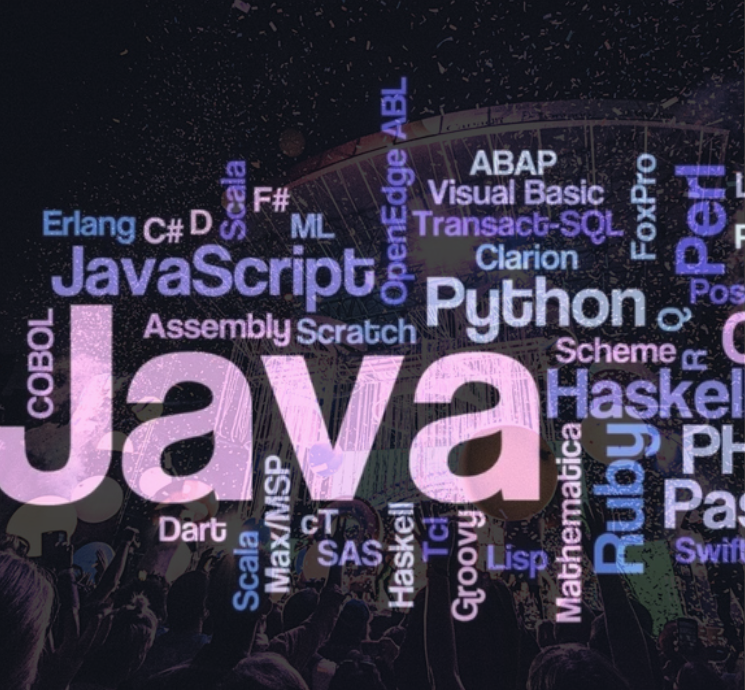 OpenEdge ABL
ABAP
Visual Basic
FoxPro
Perl
Scala
F#
Erlang
C#
D
ML
Transact-SQL
Clarion
JavaScript
Python
Q
Pos
COBOL
Assembly
Scratch
Scheme
R
Java
Haskel
PH
Ruby
Mathematica
Pas
Dart
Scala
Max/MSP
cT
SAS
Haskell
Tcl
Groovy
Lisp
Swift